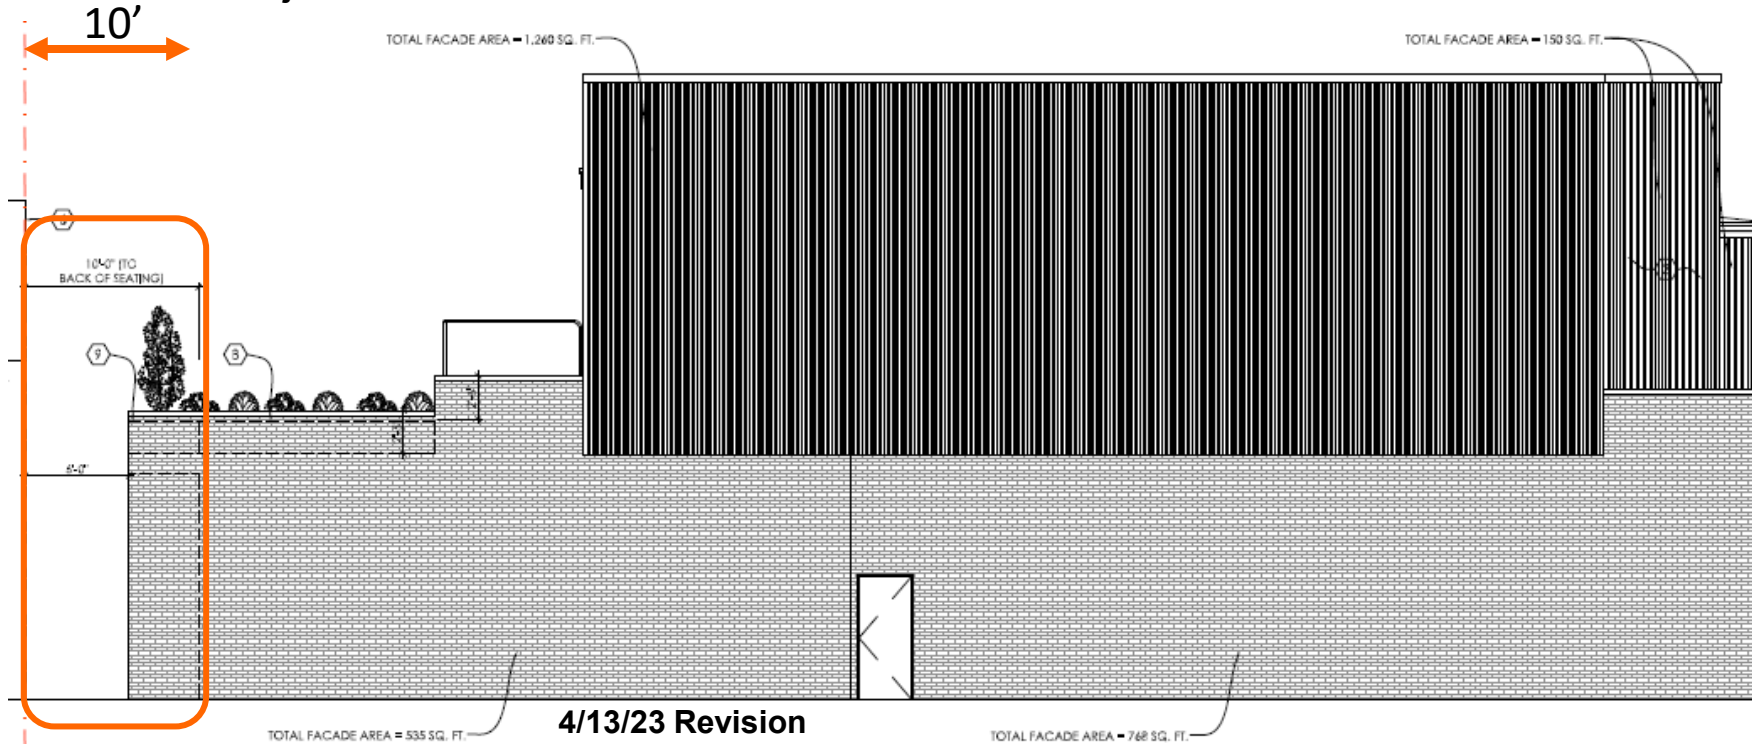 10’
TOTAL FACADE AREA = 1,260 SQ. FT.
TOTAL FACADE AREA = 150 SQ. FT.
10'-0" (TO
BACK OF SEATING)
9
8
2'-6"
6'-0"
4/13/23 Revision
TOTAL FACADE AREA = 535 SQ. FT.
TOTAL FACADE AREA = 768 SQ. FT.